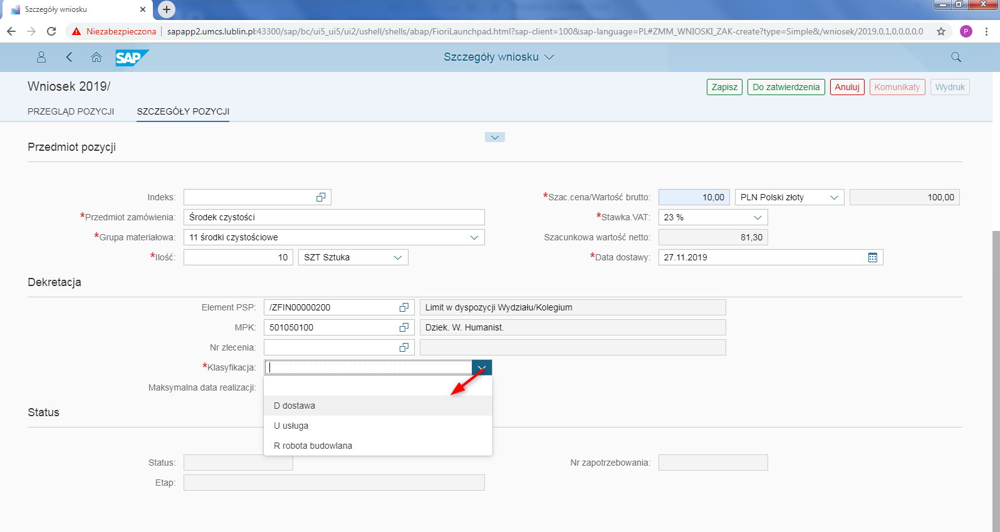 Szczegóły wniosku
Niezabezpieczona sapapp2.umcs.lublin.pl:43300/sap/bc/ui5_ui5/ui2/ushell/shells/abap/FioriLaunchpad.html?sap-client=100&sap-language=PL#ZMM_WNIOSKI_ZAK-create?type=Simple&/wniosek/2019,0,1,0,0,0,0,0 P
SAP Szczegóły wniosku
Wniosek 2019/ Zapisz Do zatwierdzenia Anuluj Komunikaty Wydruk
PRZEGLĄD POZYCJI SZCZEGÓŁY POZYCJI
Przedmiot pozycji
Indeks: *Szac.cena/Wartość brutto: 10,00 PLN Polski złoty 100,00
*Przedmiot zamówienia: Środek czystości *Stawka.VAT: 23 %
*Grupa materiałowa: 11 środki czystościowe Szacunkowa wartość netto: 81,30
*Ilość: 10 SZT Sztuka *Data dostawy: 27.11.2019
Dekretacja
Element PSP: /ZFIN00000200 Limit w dyspozycji Wydziału/Kolegium
MPK: 501050100 Dziek. W. Humanist.
Nr zlecenia:
*Klasyfikacja:
Maksymalna data realizacji:
D dostawa
Status
U usługa
R robota budowlana
Status: Nr zapotrzebowania:
Etap: